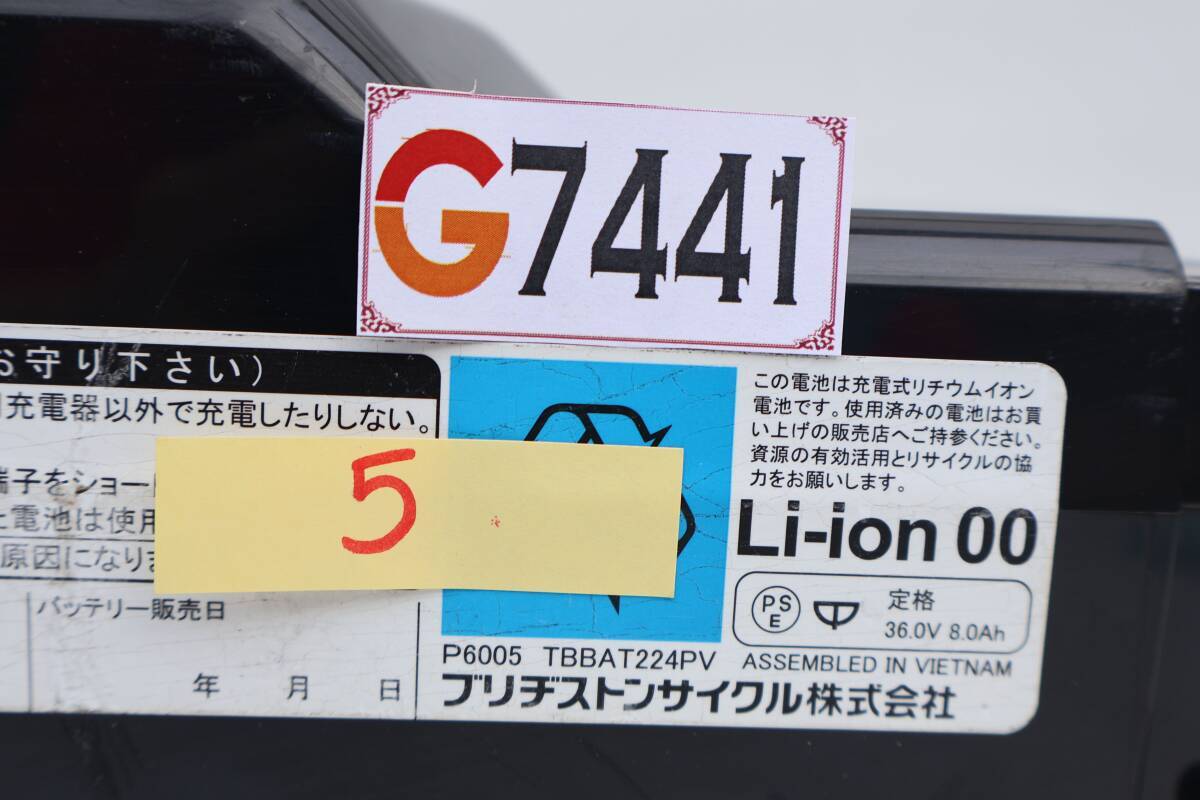 G7441
お守り下さい)
充電器以外で充電したりしない。
端子をショー
電池は使用
原因になりま
5
バッテリー販売日
年 月 日
この電池は充電式リチウムイオン
電池です。使用済みの電池はお買
い上げの販売店へご持参ください。
資源の有効活用とリサイクルの協
力をお願いします。
Li-ion 00
PSE
定格
36.0V 8.0Ah
P6005 TBBAT224PV ASSEMBLED IN VIETNAM
ブリヂストンサイクル株式会社